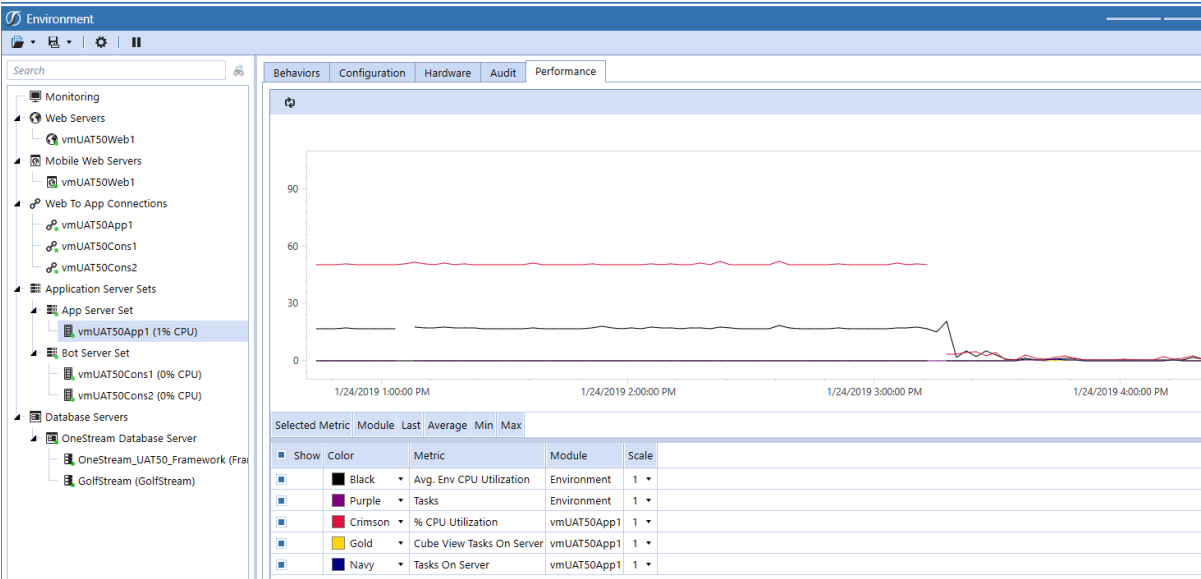 Environment
Search
Behaviors Configuration Hardware Audit Performance
Monitoring
Web Servers
vmUAT50Web1
Mobile Web Servers
vmUAT50Web1
Web To App Connections
vmUAT50App1
vmUAT50Cons1
vmUAT50Cons2
Application Server Sets
App Server Set
vmUAT50App1 (1% CPU)
Bot Server Set
vmUAT50Cons1 (0% CPU)
vmUAT50Cons2 (0% CPU)
Database Servers
OneStream Database Server
OneStream_UAT50_Framework (Fra
GolfStream (GolfStream)
90
60
30
0
1/24/2019 1:00:00 PM 1/24/2019 2:00:00 PM 1/24/2019 3:00:00 PM 1/24/2019 4:00:00 PM
Selected Metric Module Last Average Min Max
Show Color Metric Module Scale
Black Avg. Env CPU Utilization Environment 1
Purple Tasks Environment 1
Crimson % CPU Utilization vmUAT50App1 1
Gold Cube View Tasks On Server vmUAT50App1 1
Navy Tasks On Server vmUAT50App1 1